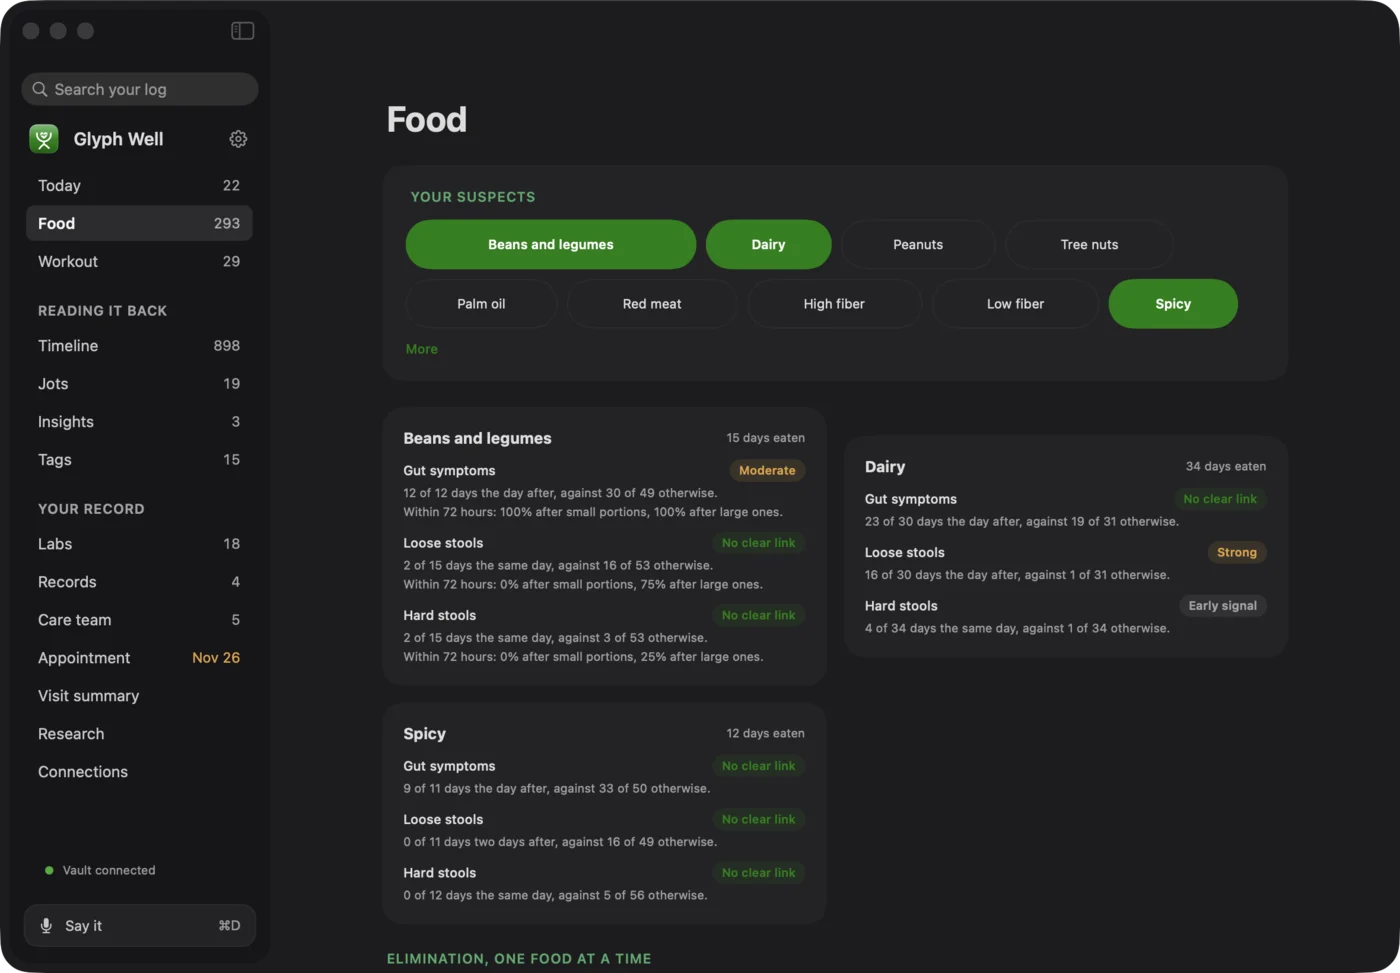 Search your log
Glyph Well
Today 22
Food 293
Workout 29
READING IT BACK
Timeline 898
Jots 19
Insights 3
Tags 15
YOUR RECORD
Labs 18
Records 4
Care team 5
Appointment Nov 26
Visit summary
Research
Connections
Vault connected
Say it ⌘D
Food
YOUR SUSPECTS
Beans and legumes Dairy Peanuts Tree nuts
Palm oil Red meat High fiber Low fiber Spicy
More
Beans and legumes 15 days eaten
Gut symptoms Moderate
12 of 12 days the day after, against 30 of 49 otherwise.
Within 72 hours: 100% after small portions, 100% after large ones.
Loose stools No clear link
2 of 15 days the same day, against 16 of 53 otherwise.
Within 72 hours: 0% after small portions, 75% after large ones.
Hard stools No clear link
2 of 15 days the same day, against 3 of 53 otherwise.
Within 72 hours: 0% after small portions, 25% after large ones.
Dairy 34 days eaten
Gut symptoms No clear link
23 of 30 days the day after, against 19 of 31 otherwise.
Loose stools Strong
16 of 30 days the day after, against 1 of 31 otherwise.
Hard stools Early signal
4 of 34 days the same day, against 1 of 34 otherwise.
Spicy 12 days eaten
Gut symptoms No clear link
9 of 11 days the day after, against 33 of 50 otherwise.
Loose stools No clear link
0 of 11 days two days after, against 16 of 49 otherwise.
Hard stools No clear link
0 of 12 days the same day, against 5 of 56 otherwise.
ELIMINATION, ONE FOOD AT A TIME